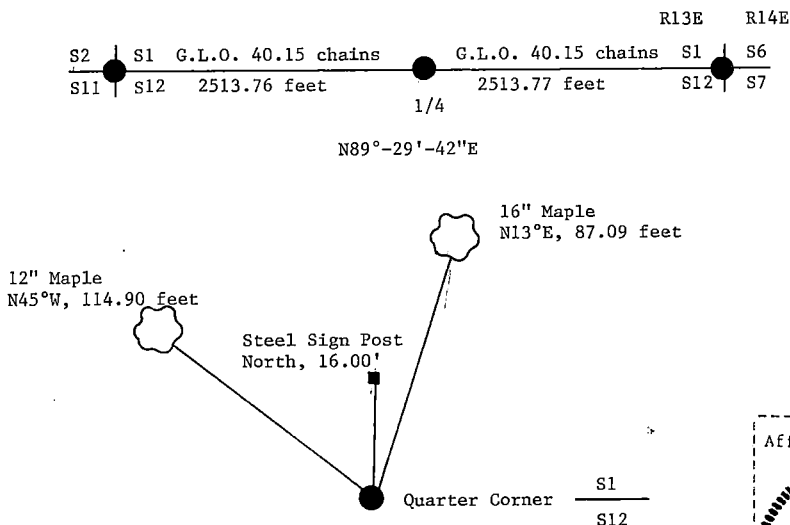 R13E R14E
S2 S1 G.L.O. 40.15 chains G.L.O. 40.15 chains S1 S6
S11 S12 2513.76 feet 2513.77 feet S12 S7
1/4
N89°-29'-42"E
16" Maple
N13°E, 87.09 feet
12" Maple
N45°W, 114.90 feet
Steel Sign Post
North, 16.00'
S1
Quarter Corner
S12